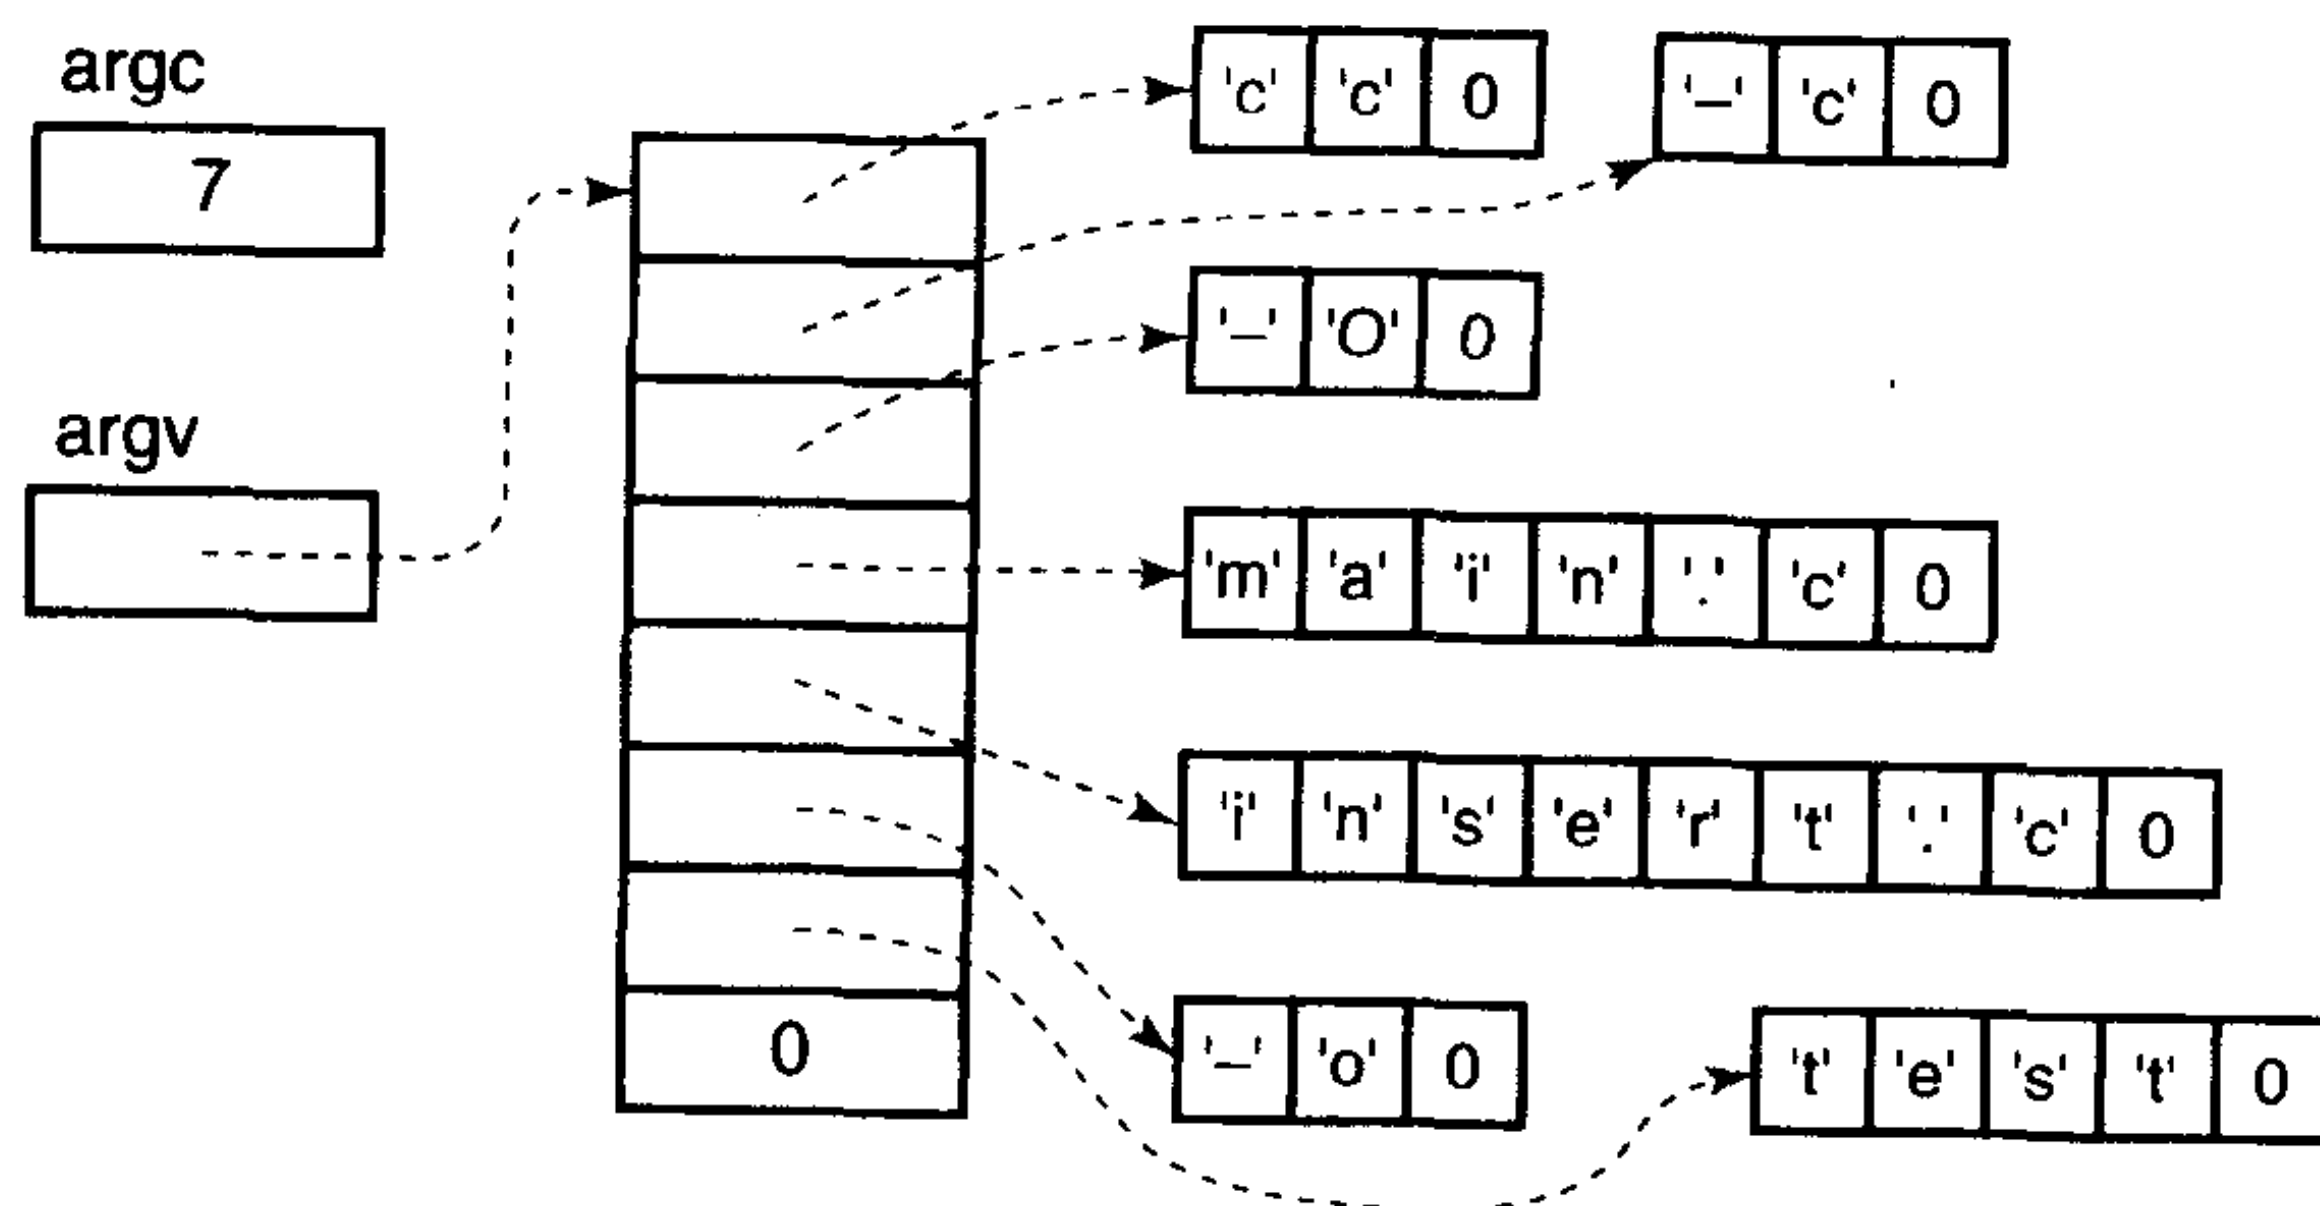 argc
7
argv
0
'c' 'c' 0
'–' 'c' 0
'–' 'O' 0
'm' 'a' 'i' 'n' '.' 'c' 0
'i' 'n' 's' 'e' 'r' 't' '.' 'c' 0
'–' 'o' 0
't' 'e' 's' 't' 0